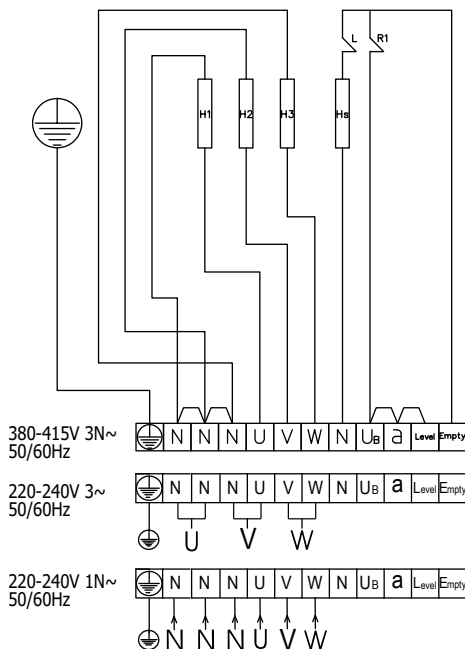 L R1
H1 H2 H3 Hs
380-415V 3N~
50/60Hz
N N N U V W N UB a Level Empty
220-240V 3~
50/60Hz
N N N U V W N UB a Level Empty
U V W
220-240V 1N~
50/60Hz
N N N U V W N UB a Level Empty
N N N U V W